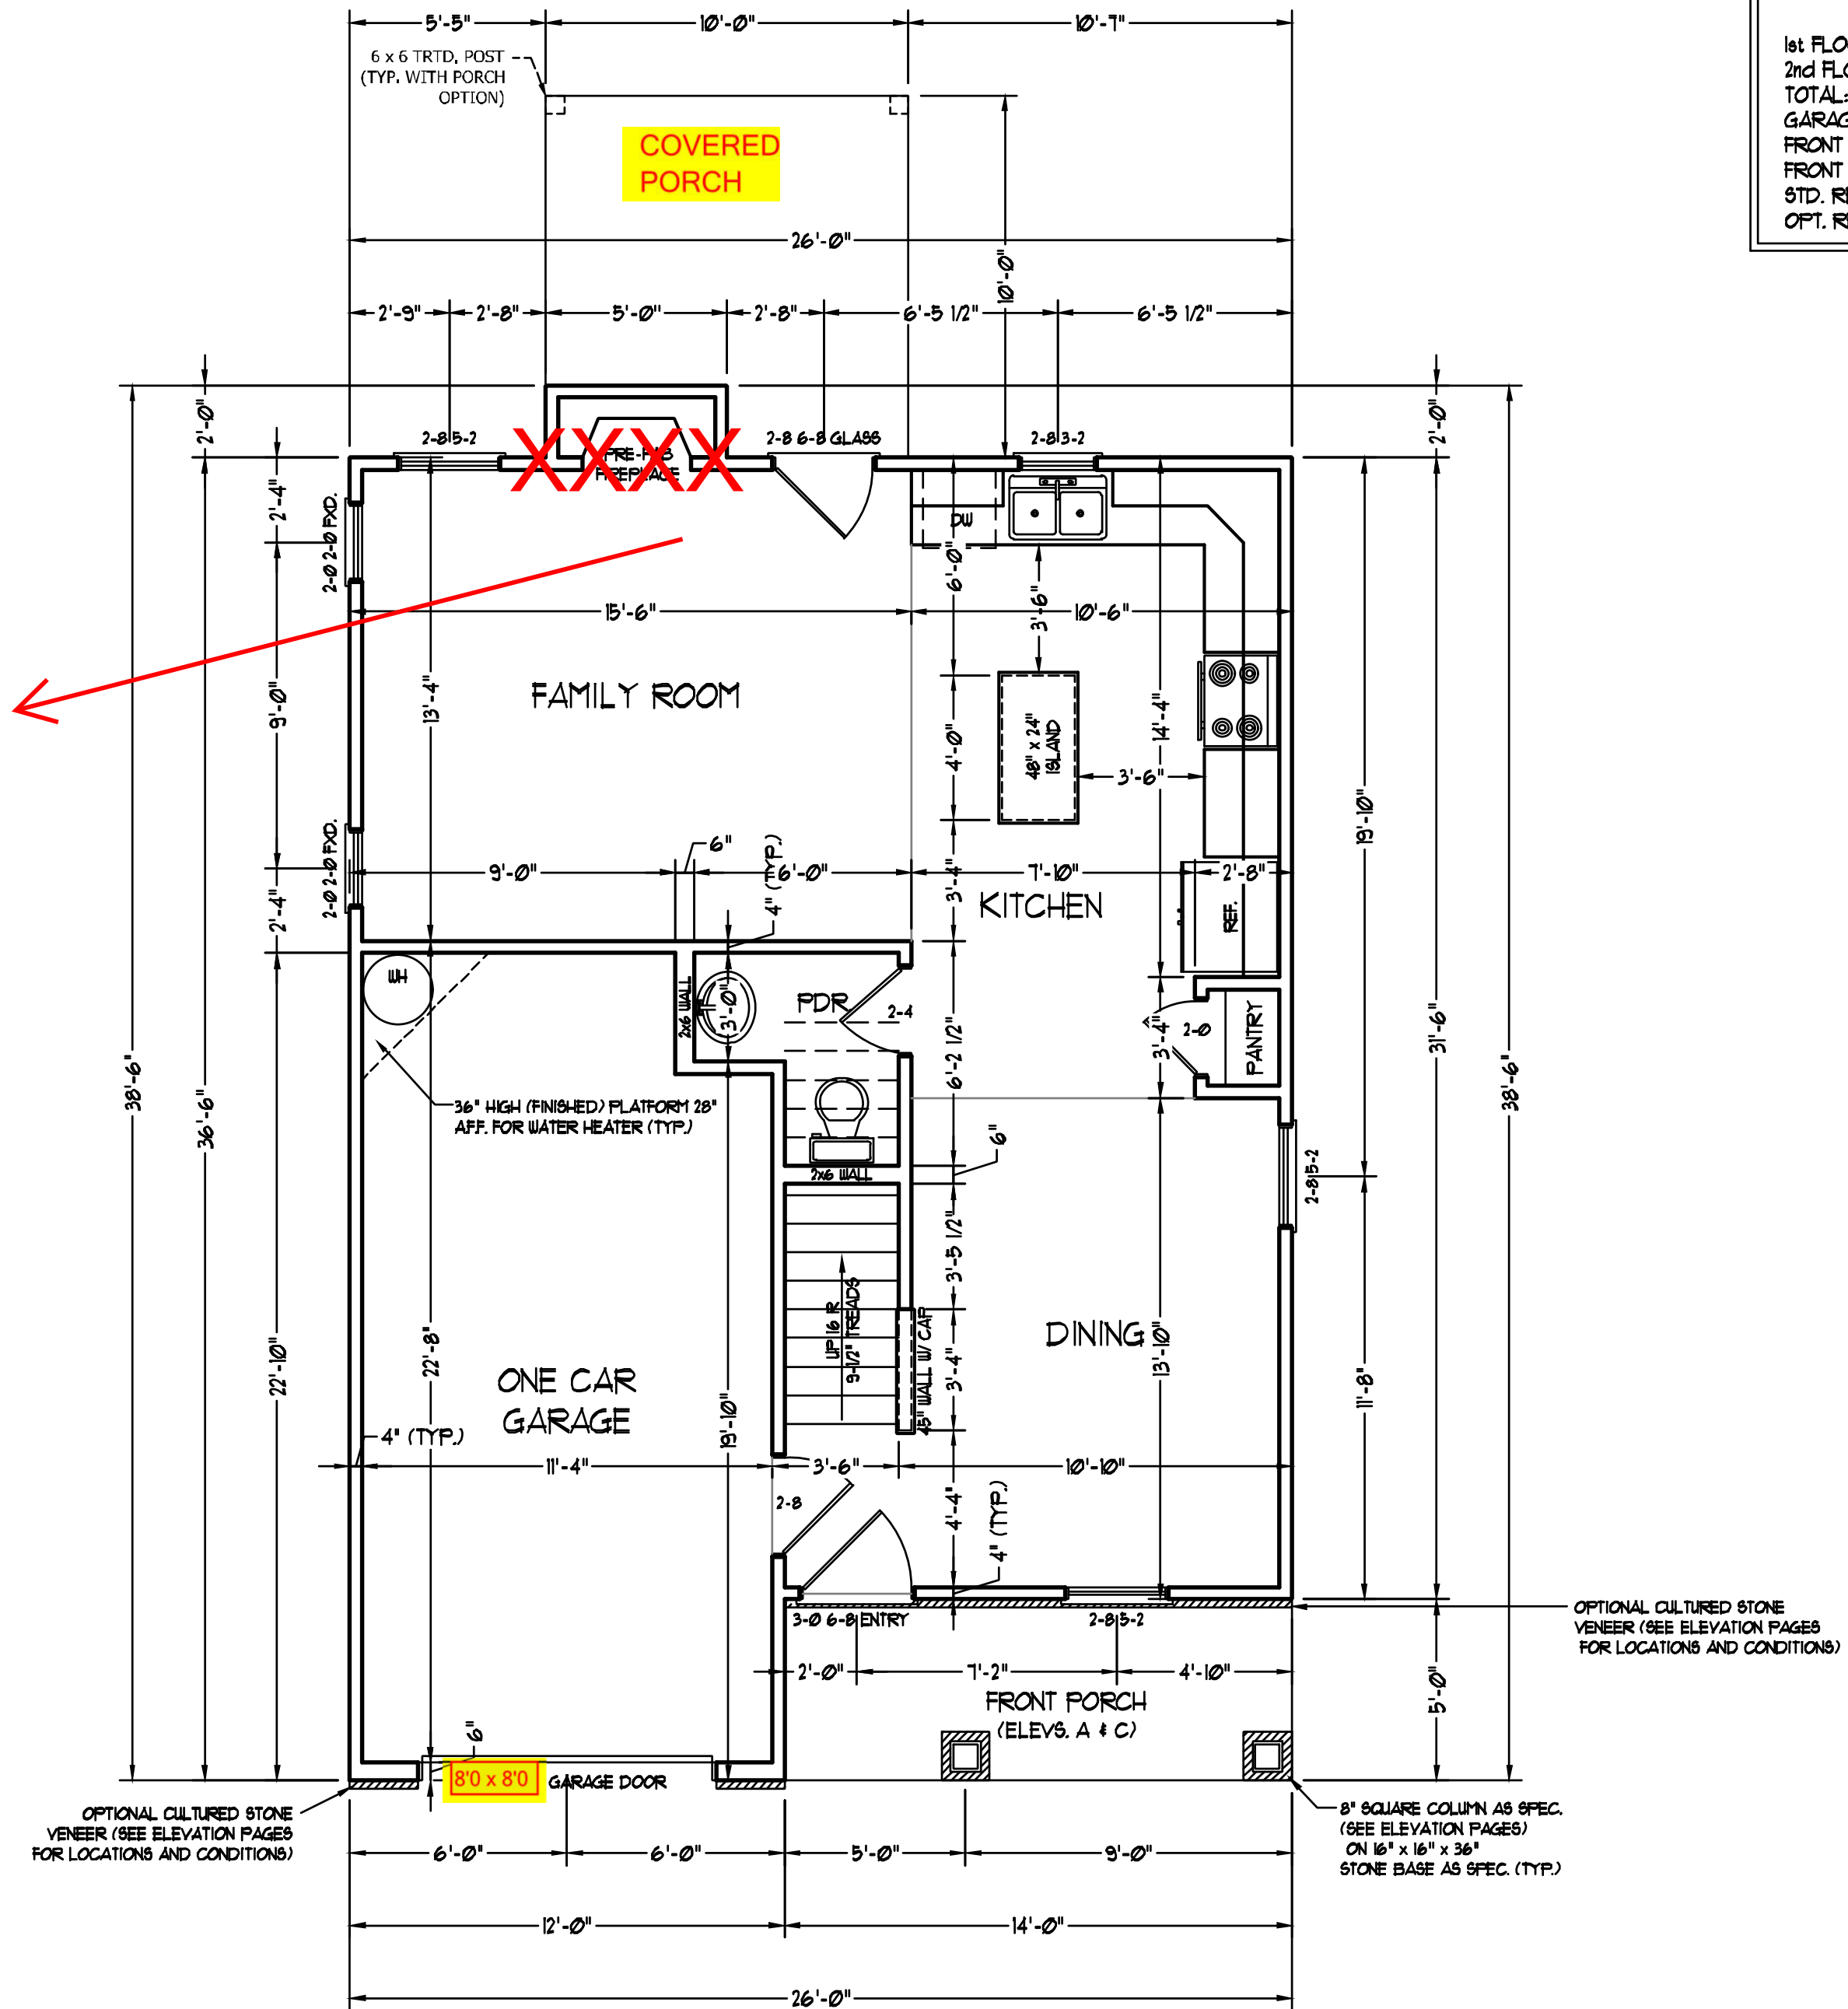 5'-5"
10'-0"
10'-7"
6 x 6 TRTD. POST
(TYP. WITH PORCH
OPTION)
1st FLO
2nd FLO
TOTAL:
GARAG
FRONT
FRONT
STD. RE
OPT. RE
COVERED
PORCH
26'-0"
10'-0"
2'-9"
2'-8"
5'-0"
2'-8"
6'-5 1/2"
6'-5 1/2"
2'-0"
2'-0"
2-8 5-2
XXXX
PRE-FAB
FIREPLACE
2-8 6-8 GLASS
2-8 3-2
2'-4"
2-0 2-0 FXD.
DW
6'-0"
3'-6"
15'-6"
10'-6"
9'-0"
13'-4"
FAMILY ROOM
4'-0"
48" x 24"
ISLAND
14'-4"
3'-6"
19'-10"
2-0 2-0 FXD.
6"
4" (TYP.)
9'-0"
6'-0"
3'-4"
7'-10"
2'-8"
KITCHEN
REF.
2'-4"
WH
2x6 WALL
3'-0"
PDR.
2-4
6'-2 1/2"
3'-4"
2-0
PANTRY
31'-6"
38'-6"
36'-6"
38'-6"
36" HIGH (FINISHED) PLATFORM 28"
A.F.F. FOR WATER HEATER (TYP.)
6"
2x6 WALL
2-8 5-2
3'-5 1/2"
UP 16 R
9-1/2" TREADS
45" WALL W/ CAP
3'-4"
DINING
13'-10"
22'-10"
22'-8"
ONE CAR
GARAGE
19'-10"
11'-8"
4" (TYP.)
11'-4"
3'-6"
10'-10"
2-8
4'-4"
4" (TYP.)
3-0 6-8 ENTRY
2-8 5-2
OPTIONAL CULTURED STONE
VENEER (SEE ELEVATION PAGES
FOR LOCATIONS AND CONDITIONS)
2'-0"
7'-2"
4'-10"
5'-0"
FRONT PORCH
(ELEVS. A & C)
6"
8'0 x 8'0
GARAGE DOOR
OPTIONAL CULTURED STONE
VENEER (SEE ELEVATION PAGES
FOR LOCATIONS AND CONDITIONS)
8" SQUARE COLUMN AS SPEC.
(SEE ELEVATION PAGES)
ON 16" x 16" x 36"
STONE BASE AS SPEC. (TYP.)
6'-0"
6'-0"
5'-0"
9'-0"
12'-0"
14'-0"
26'-0"